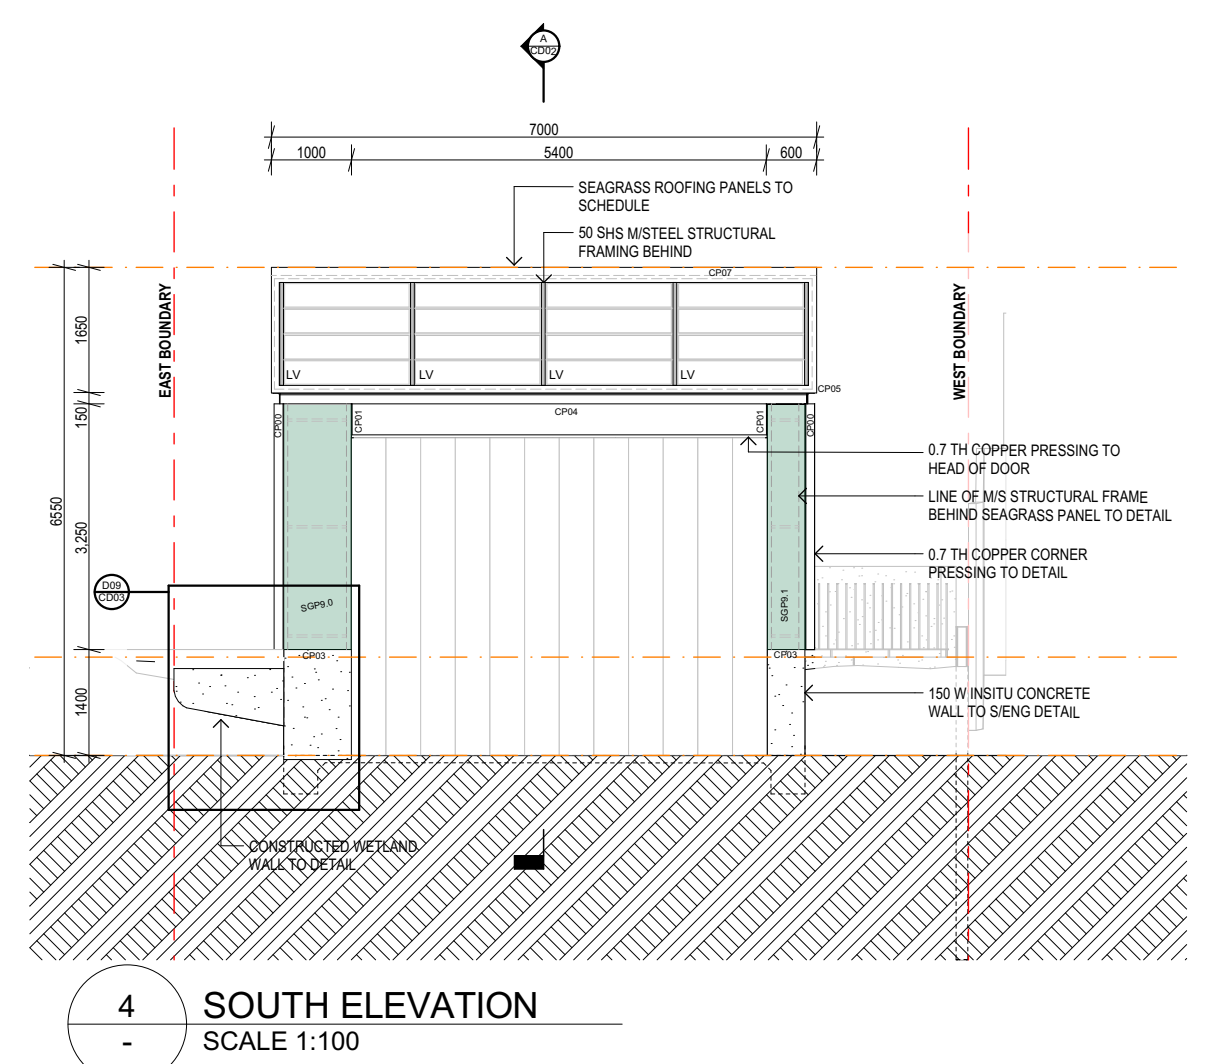 A
CD02
7000
1000
5400
600
SEAGRASS ROOFING PANELS TO
SCHEDULE
50 SHS M/STEEL STRUCTURAL
FRAMING BEHIND
CP07
EAST BOUNDARY
WEST BOUNDARY
1650
LV
LV
LV
LV
CP05
150
CP00
CP01
CP04
CP01
CP00
0.7 TH COPPER PRESSING TO
HEAD OF DOOR
LINE OF M/S STRUCTURAL FRAME
BEHIND SEAGRASS PANEL TO DETAIL
6550
3,250
0.7 TH COPPER CORNER
PRESSING TO DETAIL
D09
CD03
SGP9.0
SGP9.1
CP03
CP03
1400
150 W INSITU CONCRETE
WALL TO S/ENG DETAIL
CONSTRUCTED WETLAND
WALL TO DETAIL
4
-
SOUTH ELEVATION
SCALE 1:100